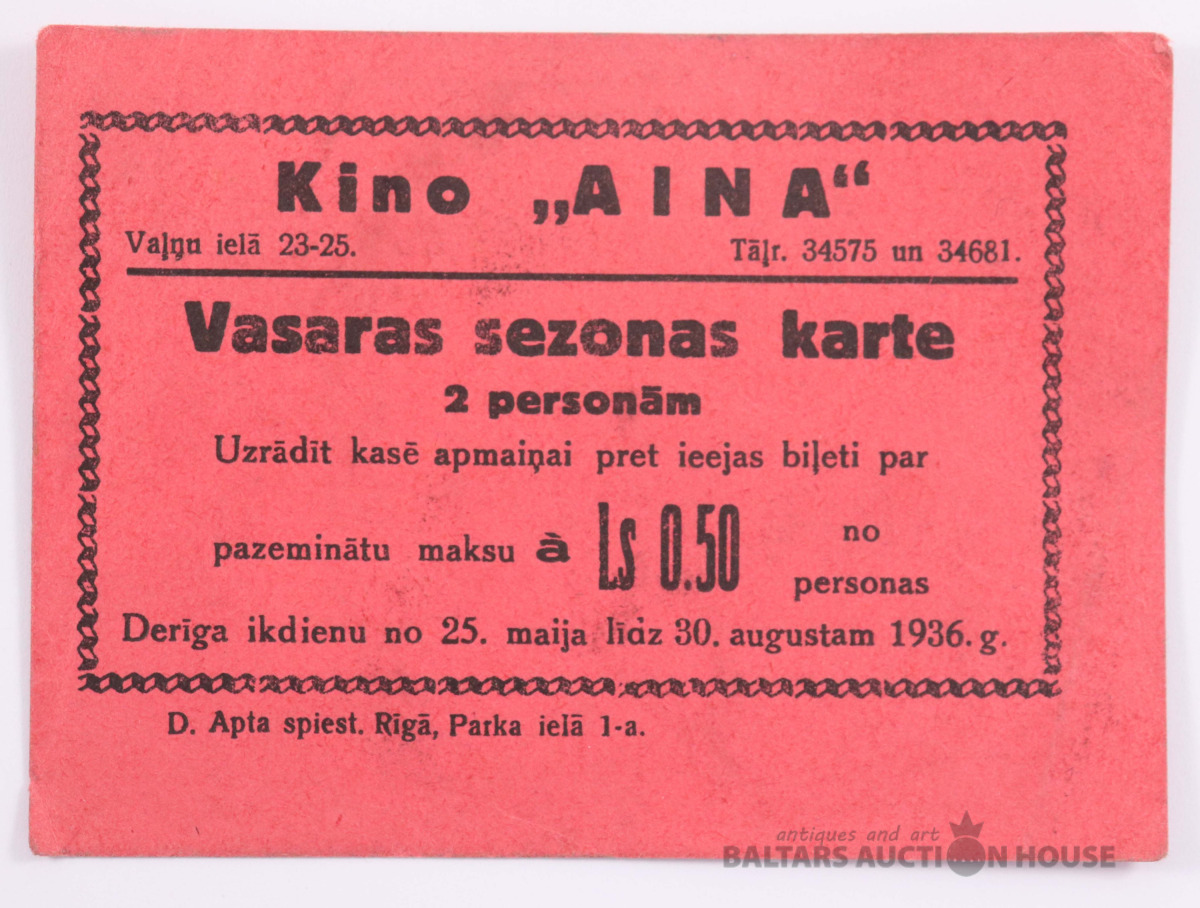 Kino „AINA“
Vaļņu ielā 23-25. Tāļr. 34575 un 34681.
Vasaras sezonas karte
2 personām
Uzrādīt kasē apmaiņai pret ieejas biļeti par
pazeminātu maksu à Ls 0.50 no personas
Derīga ikdienu no 25. maija līdz 30. augustam 1936. g.
D. Apta spiest. Rīgā, Parka ielā 1-a.
antiques and art
BALTARS AUCTION HOUSE